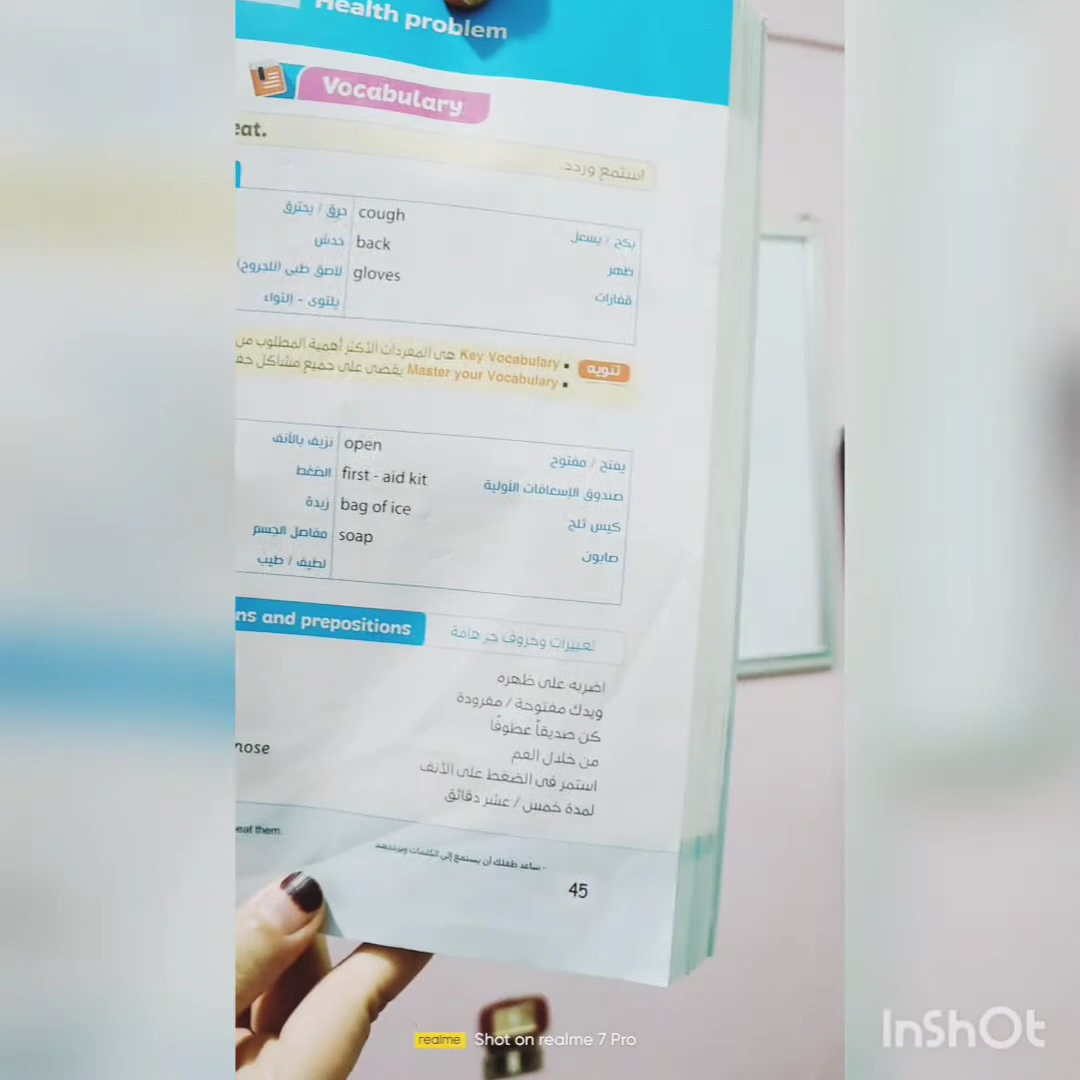 Health problem
Vocabulary
eat.
استمع وردد
حرق / يحترق cough يكح / يسعل
خدش back ظهر
لاصق طبى (للجروح) gloves قفازات
يلتوى - إلتواء
تنويه
▪ Key Vocabulary هى المفردات الأكثر أهمية المطلوب من
▪ Master your Vocabulary يقضى على جميع مشاكل حف
نزيف بالأنف open يفتح / مفتوح
الضغط first - aid kit صندوق الإسعافات الأولية
زبدة bag of ice كيس ثلج
مفاصل الجسم soap صابون
لطيف / طيب
ns and prepositions تعبيرات وحروف جر هامة
اضربه على ظهره
ويدك مفتوحة / مفرودة
كن صديقاً عطوفًا
من خلال الفم
nose استمر فى الضغط على الأنف
لمدة خمس / عشر دقائق
eat them.
- ساعد طفلك أن يستمع إلى الكلمات ويرددها.
45
realme Shot on realme 7 Pro
InShOt